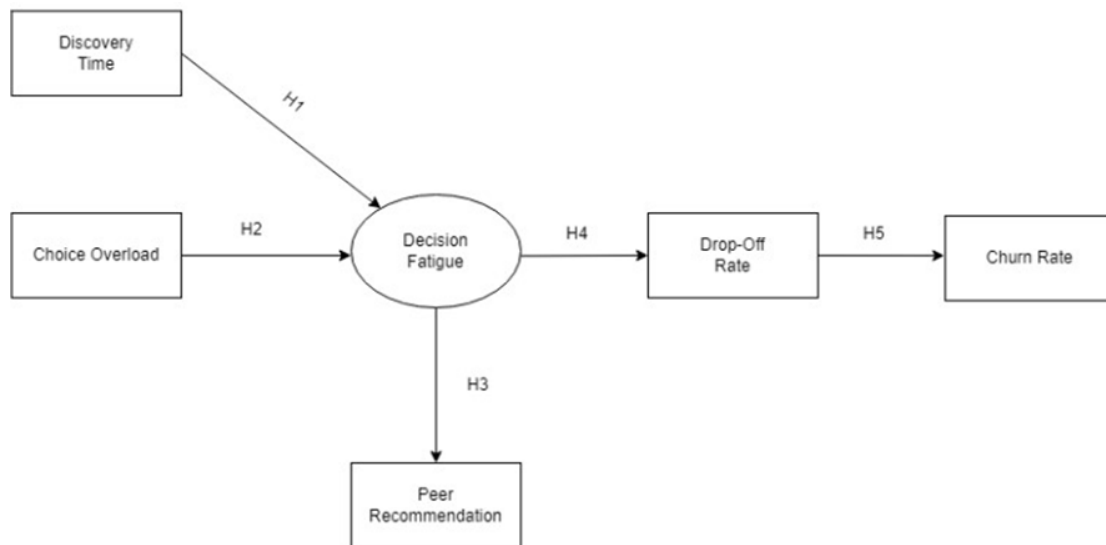 Discovery
Time
H1
Choice Overload
H2
Decision
Fatigue
H4
Drop-Off
Rate
H5
Churn Rate
H3
Peer
Recommendation